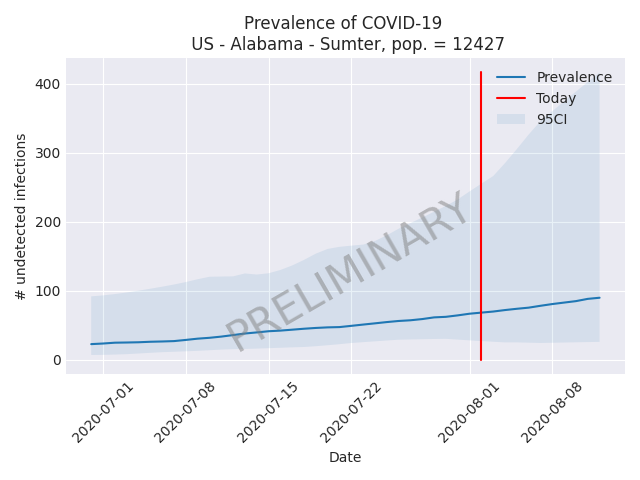 Prevalence of COVID-19
US - Alabama - Sumter, pop. = 12427
Prevalence
Today
95CI
400
300
200
100
0
# undetected infections
PRELIMINARY
2020-07-01
2020-07-08
2020-07-15
2020-07-22
2020-08-01
2020-08-08
Date